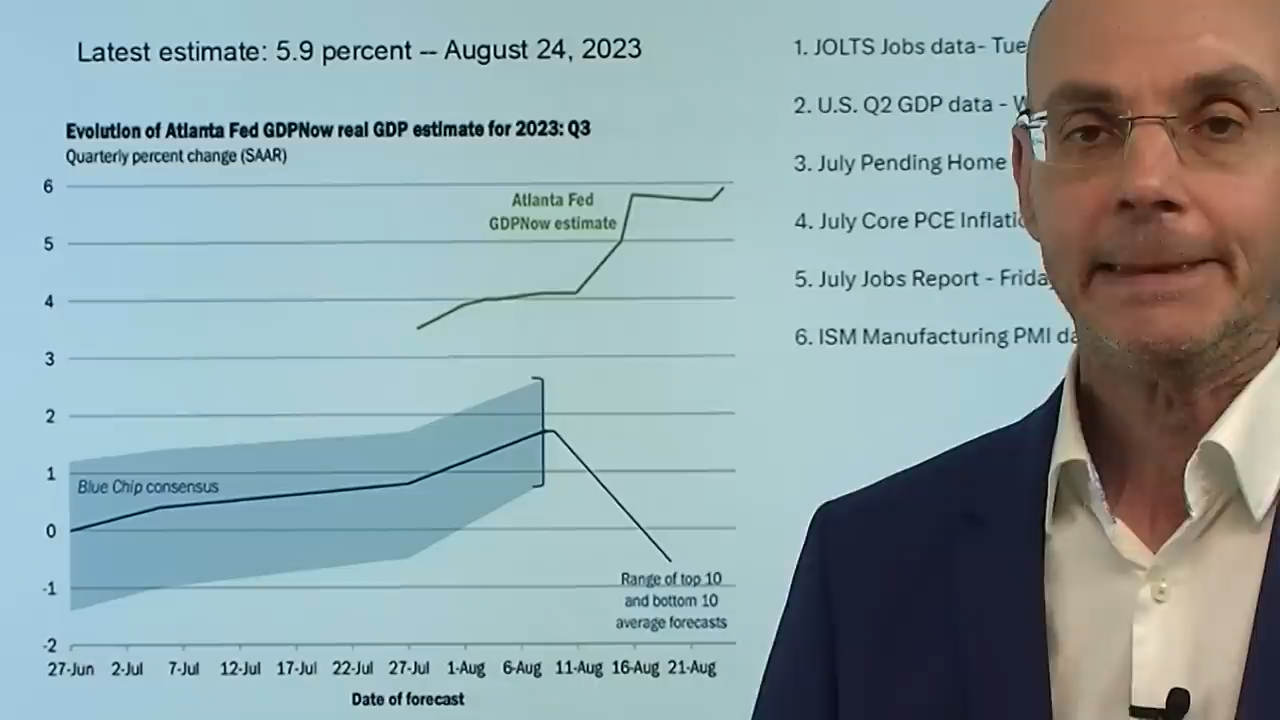 Latest estimate: 5.9 percent -- August 24, 2023
Evolution of Atlanta Fed GDPNow real GDP estimate for 2023: Q3
Quarterly percent change (SAAR)
6
5
4
3
2
1
0
-1
-2
Atlanta Fed
GDPNow estimate
Blue Chip consensus
Range of top 10
and bottom 10
average forecasts
27-Jun 2-Jul 7-Jul 12-Jul 17-Jul 22-Jul 27-Jul 1-Aug 6-Aug 11-Aug 16-Aug 21-Aug
Date of forecast
1. JOLTS Jobs data- Tue
2. U.S. Q2 GDP data - W
3. July Pending Home
4. July Core PCE Inflatio
5. July Jobs Report - Frida
6. ISM Manufacturing PMI da